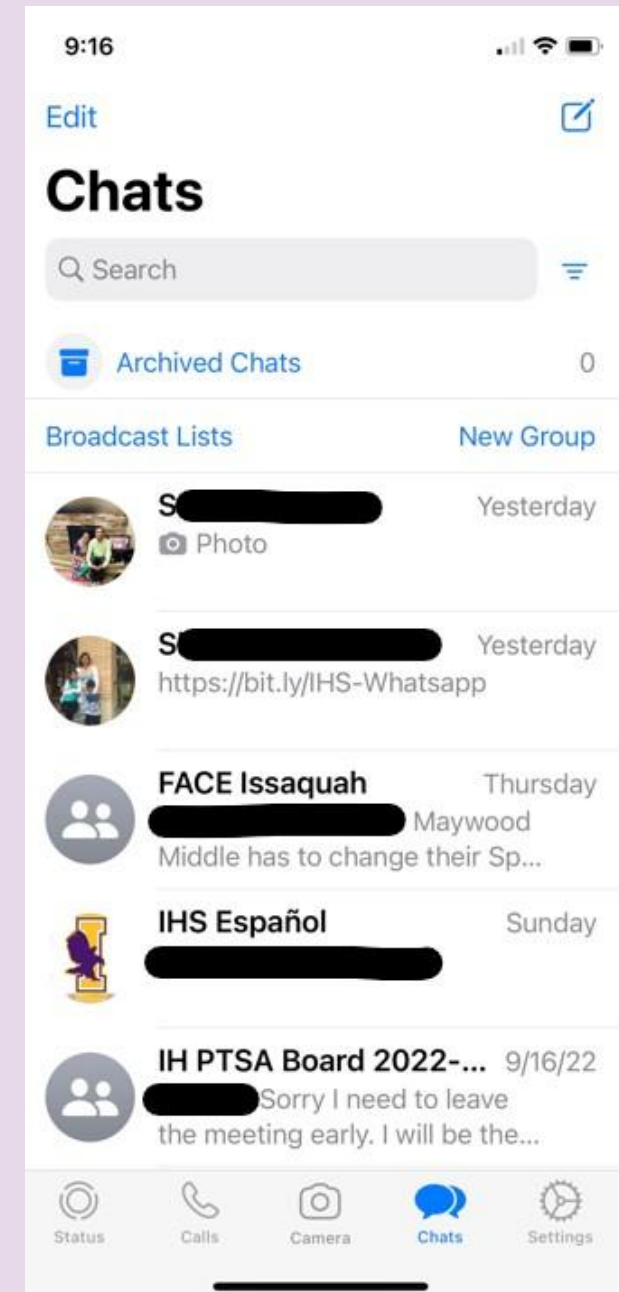 9:16
Edit
Chats
Search
Archived Chats 0
Broadcast Lists New Group
S Yesterday
Photo
S Yesterday
https://bit.ly/IHS-Whatsapp
FACE Issaquah Thursday
Maywood
Middle has to change their Sp...
I
IHS Español Sunday
IH PTSA Board 2022-... 9/16/22
Sorry I need to leave
the meeting early. I will be the...
Status Calls Camera Chats Settings